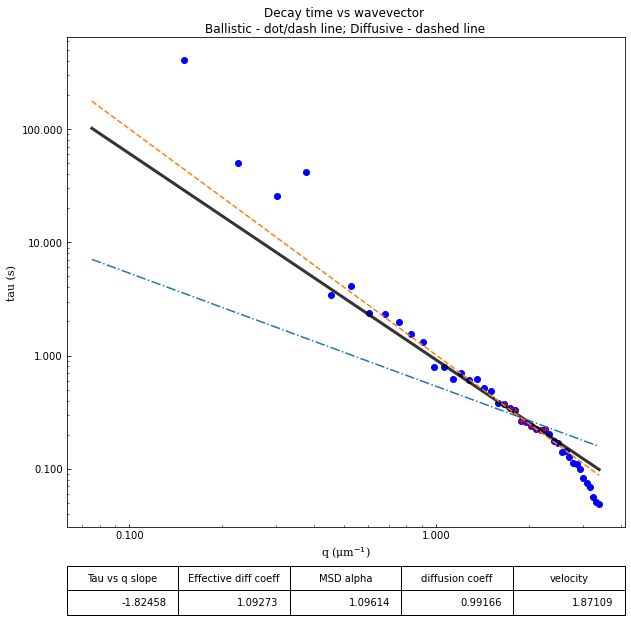 Decay time vs wavevector
Ballistic - dot/dash line; Diffusive - dashed line
100.000
10.000
1.000
0.100
tau (s)
0.100 1.000
q (μm⁻¹)
Tau vs q slope Effective diff coeff MSD alpha diffusion coeff velocity
-1.82458 1.09273 1.09614 0.99166 1.87109